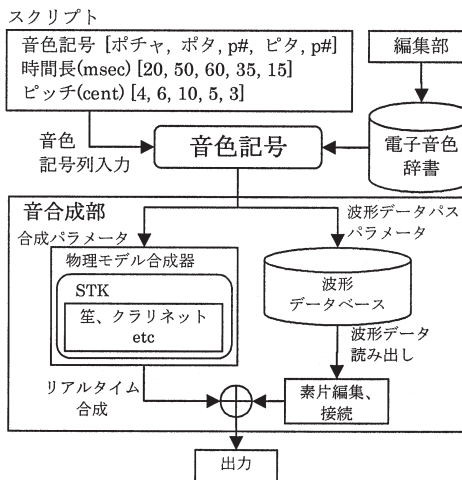 スクリプト
音色記号 [ポチャ, ポタ, p#, ピタ, p#]
時間長(msec) [20, 50, 60, 35, 15]
ピッチ(cent) [4, 6, 10, 5, 3]
編集部
音色
記号列入力
音色記号
電子音色
辞書
音合成部
合成パラメータ
波形データパス
パラメータ
物理モデル合成器
STK
笙、クラリネット
etc
波形
データベース
波形データ
読み出し
リアルタイム
合成
素片編集、
接続
出力